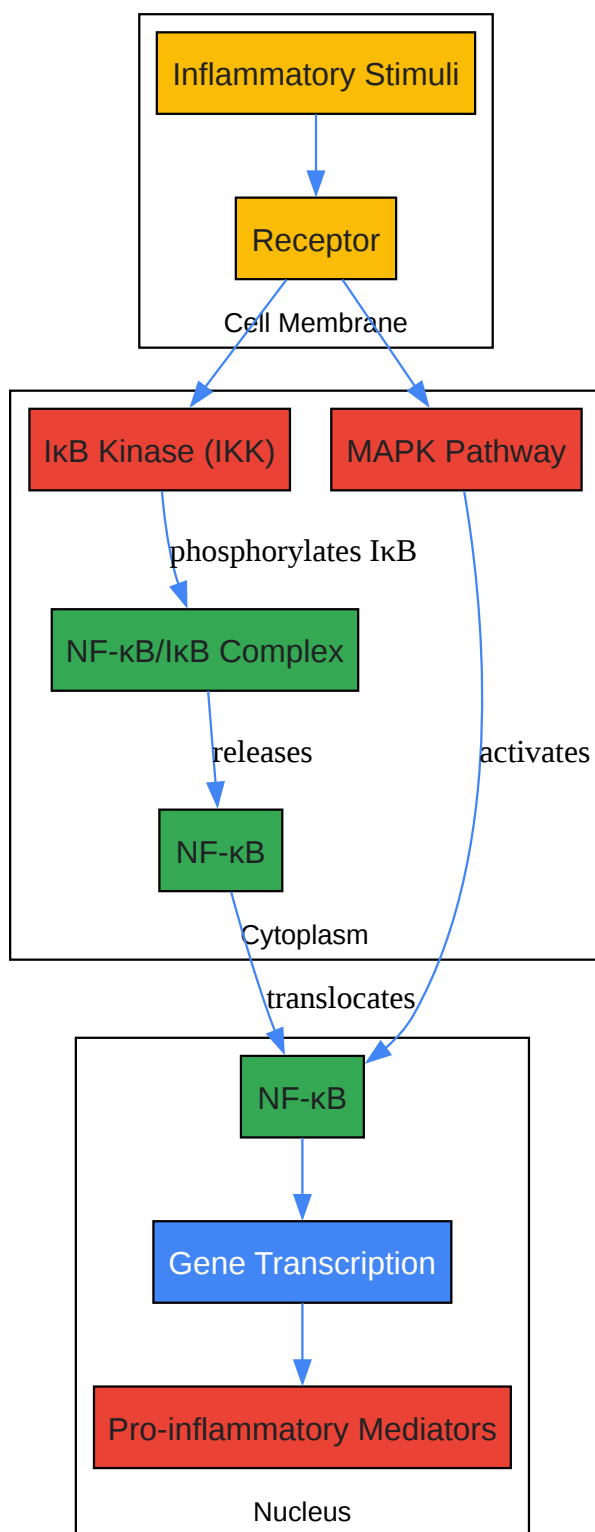 Inflammatory Stimuli
Receptor
Cell Membrane
IκB Kinase (IKK)
MAPK Pathway
phosphorylates IκB
NF-κB/IκB Complex
releases
activates
NF-κB
Cytoplasm
translocates
NF-κB
Gene Transcription
Pro-inflammatory Mediators
Nucleus